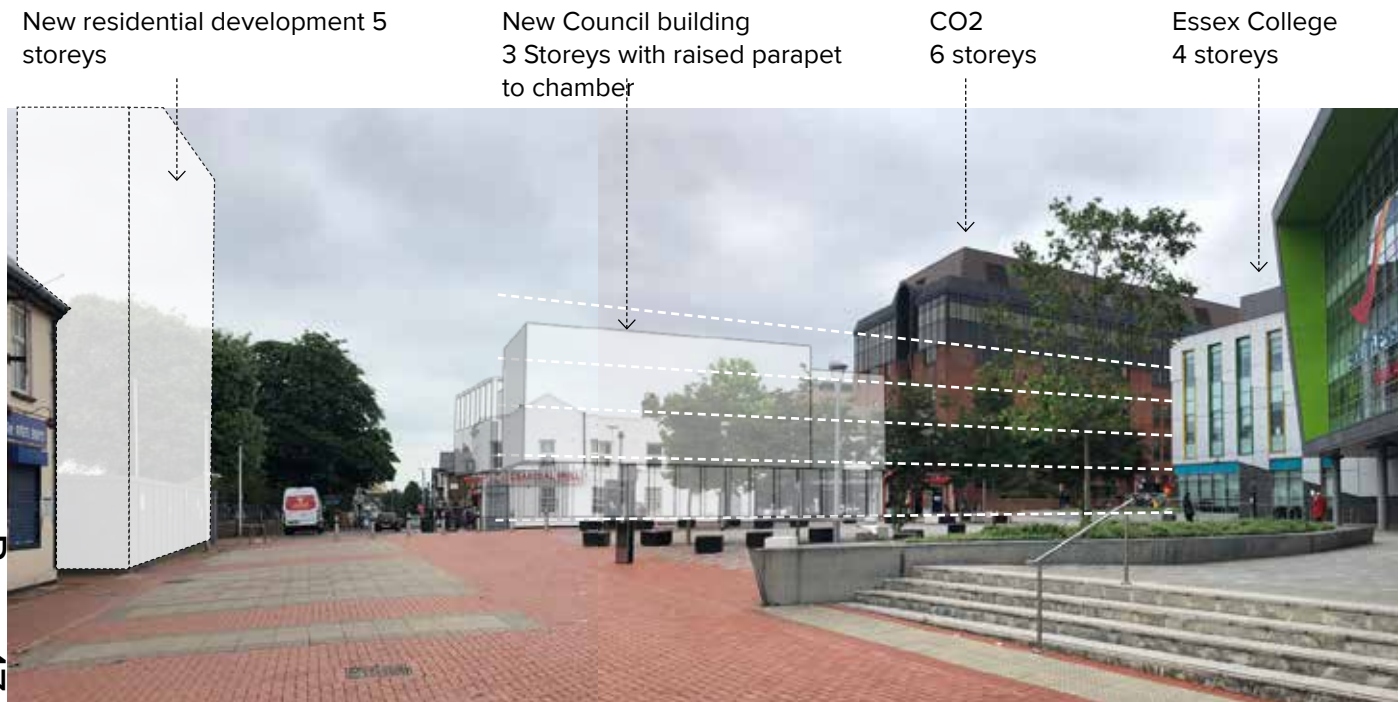 New residential development 5
storeys
New Council building
3 Storeys with raised parapet
to chamber
CO2
6 storeys
Essex College
4 storeys